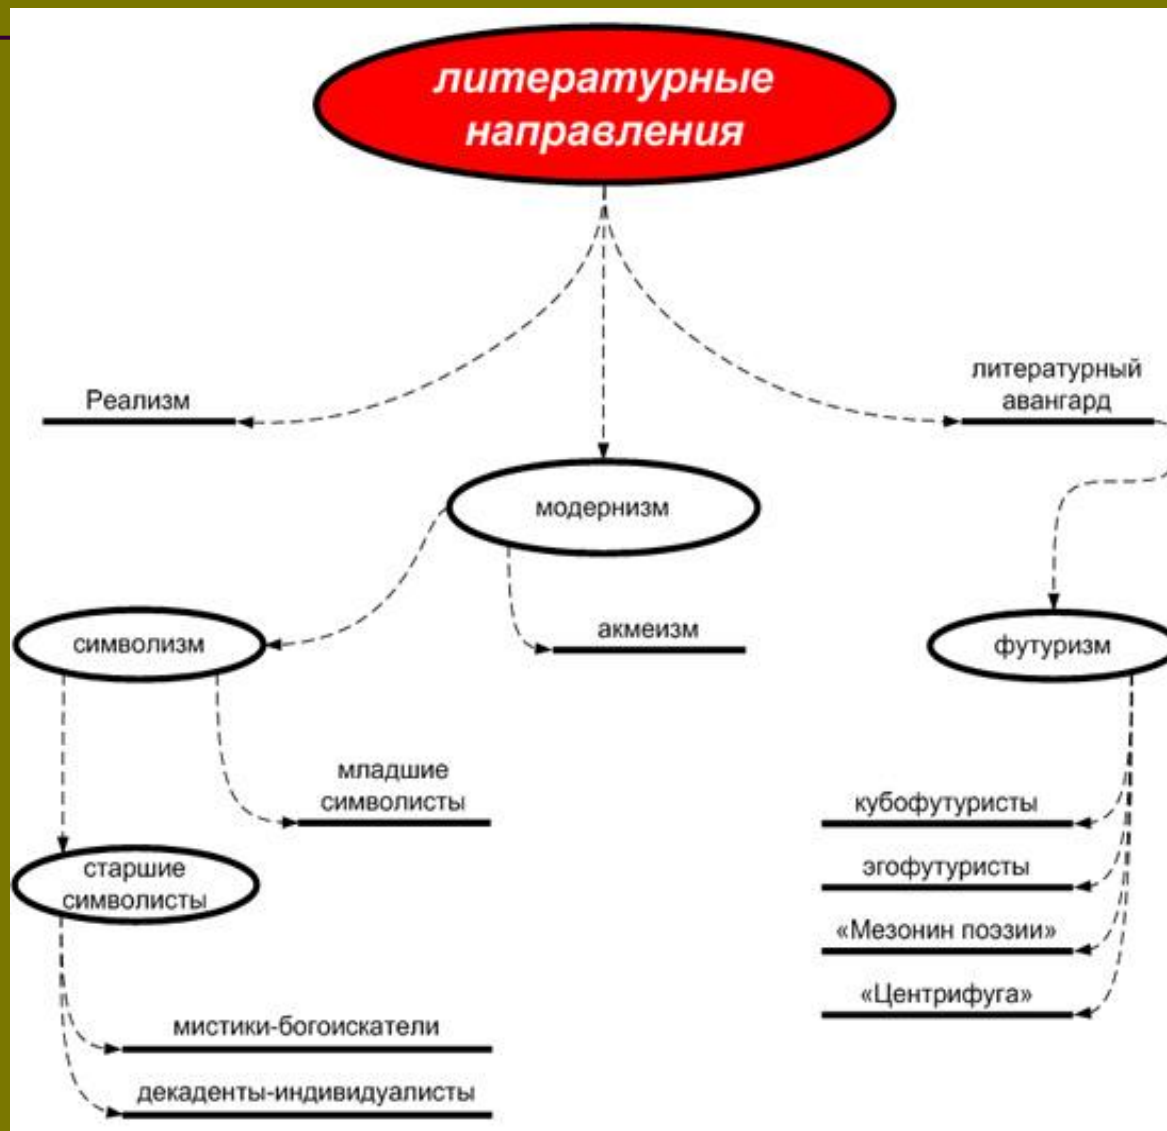 литературные
направления
Реализм
литературный
авангард
модернизм
символизм
акмеизм
футуризм
младшие
символисты
старшие
символисты
кубофутуристы
эгофутуристы
«Мезонин поэзии»
«Центрифуга»
мистики-богоискатели
декаденты-индивидуалисты